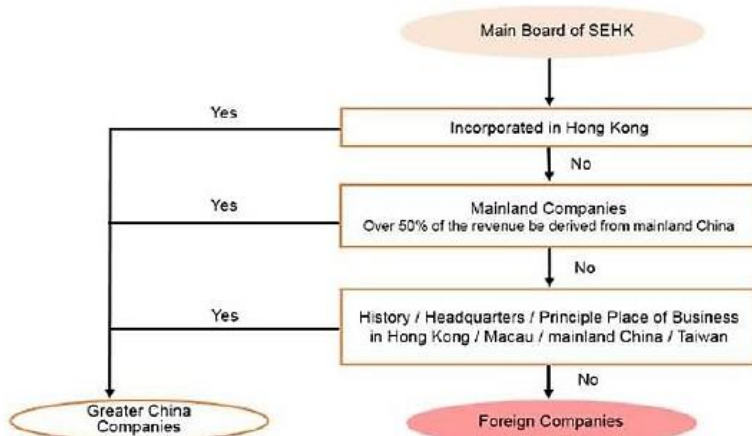 Main Board of SEHK
Yes
Incorporated in Hong Kong
No
Yes
Mainland Companies
Over 50% of the revenue be derived from mainland China
No
Yes
History / Headquarters / Principle Place of Business
in Hong Kong / Macau / mainland China / Taiwan
No
Greater China
Companies
Foreign Companies